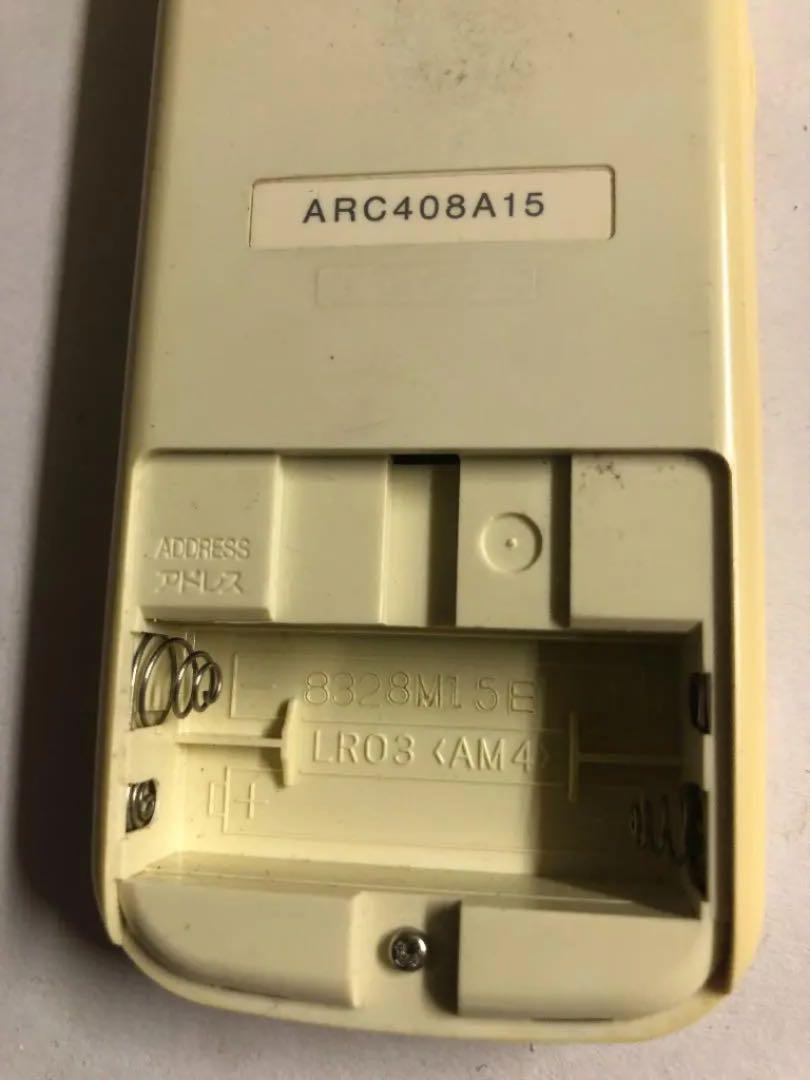 ARC408A15
ADDRESS
アドレス
8328M15E
LR03 <AM4>
+